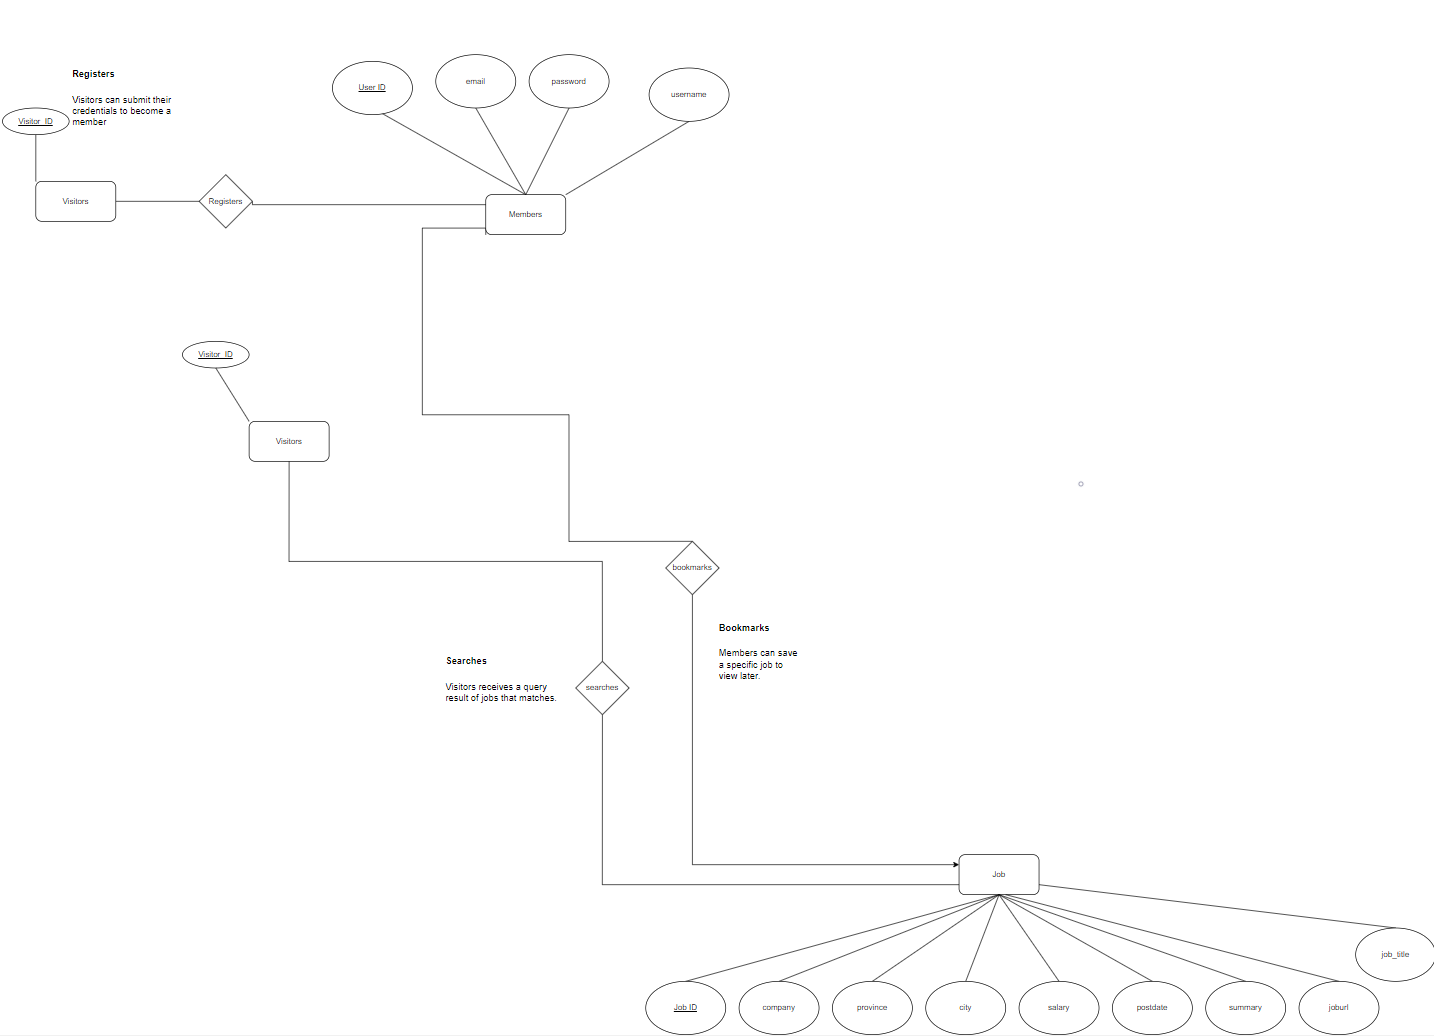 Registers
Visitors can submit their
credentials to become a
member
Visitor_ID
User ID
email
password
username
Visitors
Registers
Members
Visitor_ID
Visitors
bookmarks
Bookmarks
Members can save
a specific job to
view later.
Searches
Visitors receives a query
result of jobs that matches.
searches
Job
job_title
Job ID
company
province
city
salary
postdate
summary
joburl